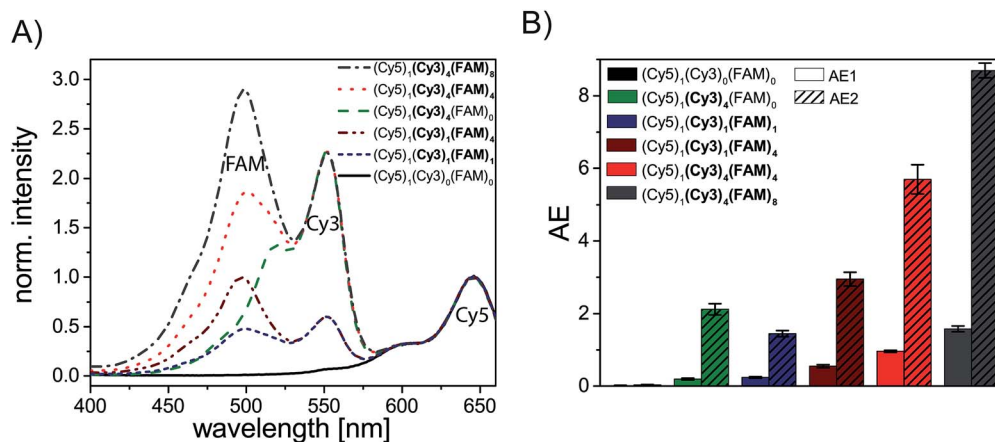 A)
norm. intensity
3.0
2.5
2.0
1.5
1.0
0.5
0.0
400 450 500 550 600 650
wavelength [nm]
FAM
Cy3
Cy5
(Cy5)₁(Cy3)₄(FAM)₈
(Cy5)₁(Cy3)₄(FAM)₄
(Cy5)₁(Cy3)₄(FAM)₀
(Cy5)₁(Cy3)₁(FAM)₄
(Cy5)₁(Cy3)₁(FAM)₁
(Cy5)₁(Cy3)₀(FAM)₀
B)
AE
8
6
4
2
0
(Cy5)₁(Cy3)₀(FAM)₀
(Cy5)₁(Cy3)₄(FAM)₀
(Cy5)₁(Cy3)₁(FAM)₁
(Cy5)₁(Cy3)₁(FAM)₄
(Cy5)₁(Cy3)₄(FAM)₄
(Cy5)₁(Cy3)₄(FAM)₈
AE1
AE2